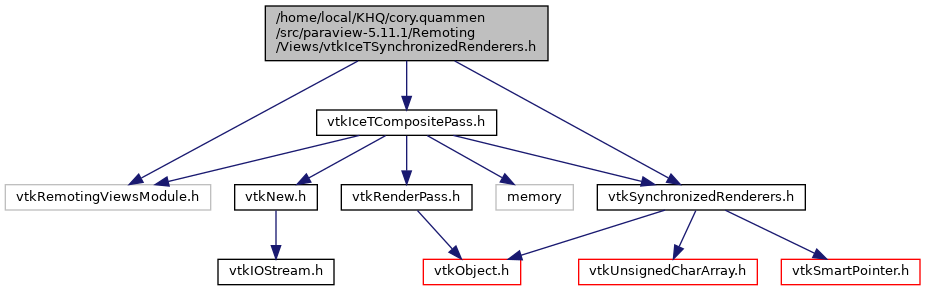 /home/local/KHQ/cory.quammen
/src/paraview-5.11.1/Remoting
/Views/vtkIceTSynchronizedRenderers.h
vtkIceTCompositePass.h
vtkRemotingViewsModule.h
vtkNew.h
vtkRenderPass.h
memory
vtkSynchronizedRenderers.h
vtkIOStream.h
vtkObject.h
vtkUnsignedCharArray.h
vtkSmartPointer.h